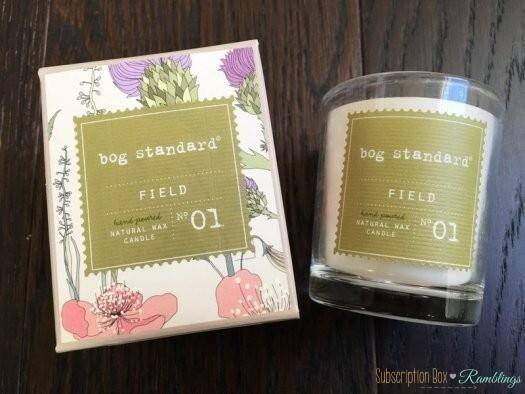 bog standard®
FIELD
hand poured
NATURAL WAX
CANDLE
Nº 01
bog standard®
FIELD
hand poured
NATURAL WAX
CANDLE
Nº 01
Subscription Box ♥ Ramblings